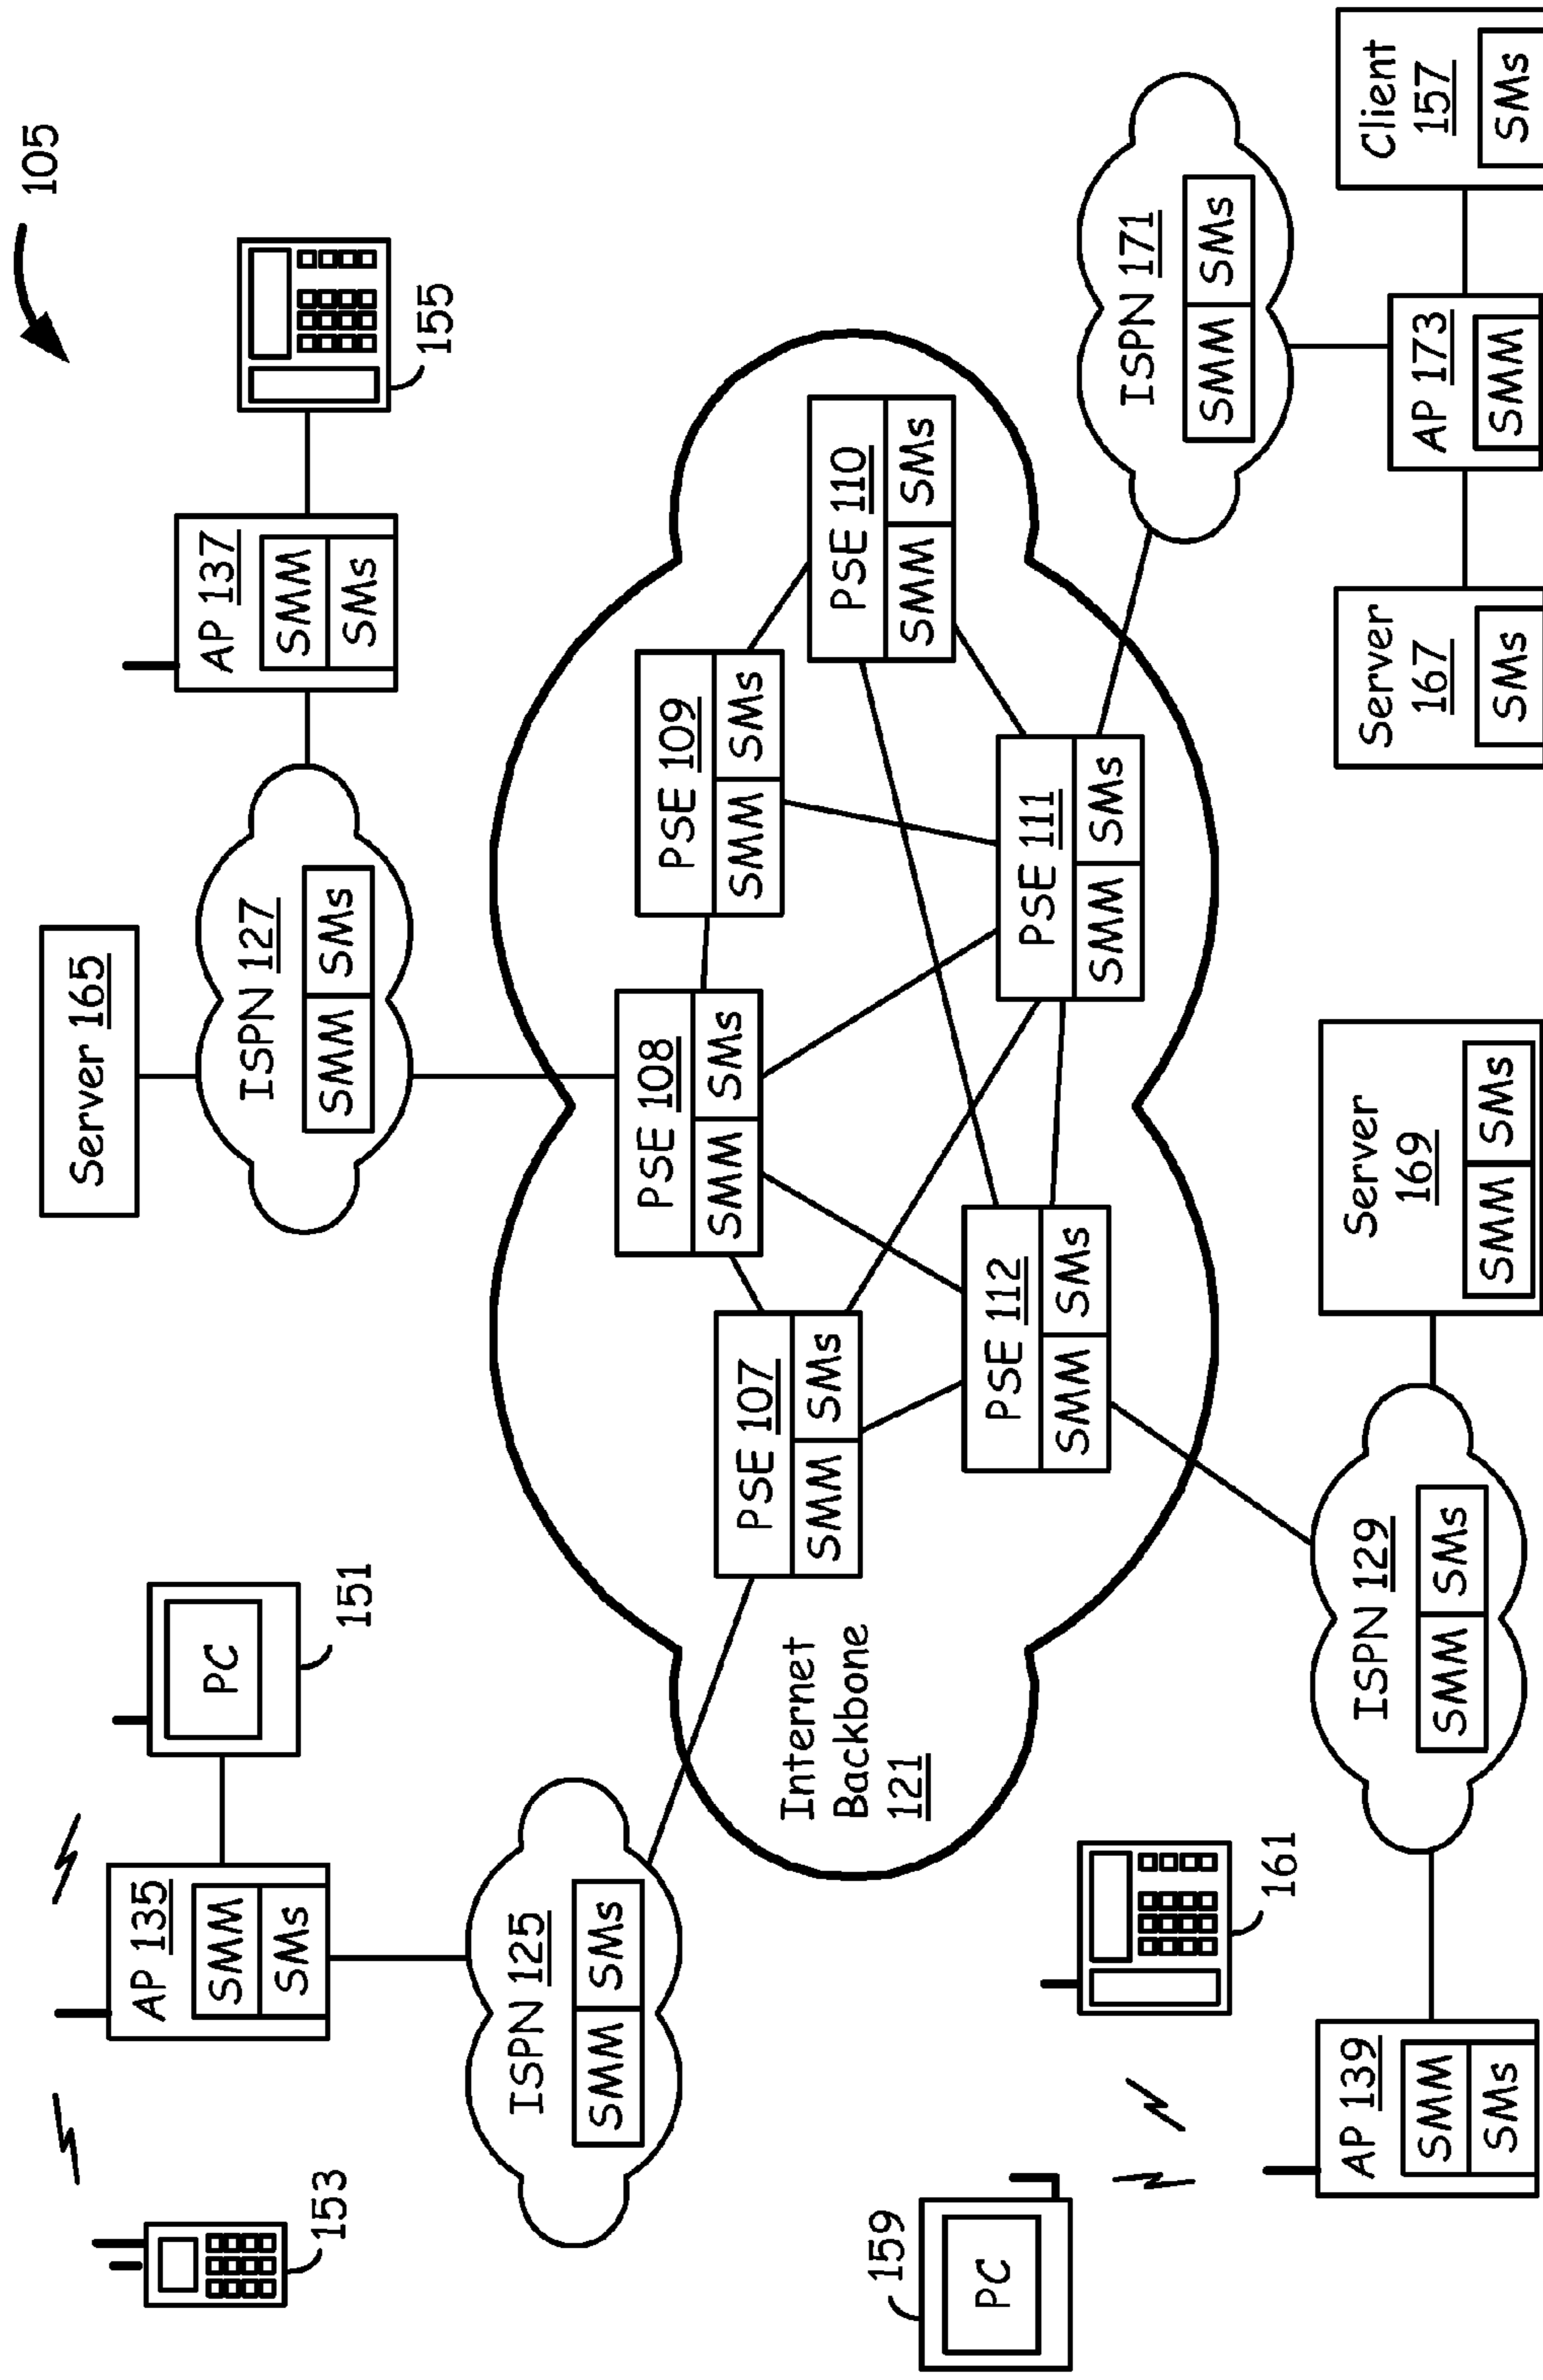 105
Server 165
PC
151
AP 135
SMM
SMs
153
ISPN 127
SMM SMs
AP 137
SMM
SMs
155
ISPN 125
SMM SMs
PSE 108
SMM SMs
PSE 109
SMM SMs
PSE 107
SMM SMs
PSE 110
SMM SMs
Internet
Backbone
121
PSE 112
SMM SMs
PSE 111
SMM SMs
159
PC
161
ISPN 171
SMM SMs
AP 139
SMM
SMs
ISPN 129
SMM SMs
Server
169
SMM SMs
Server
167
SMs
AP 173
SMM
Client
157
SMs